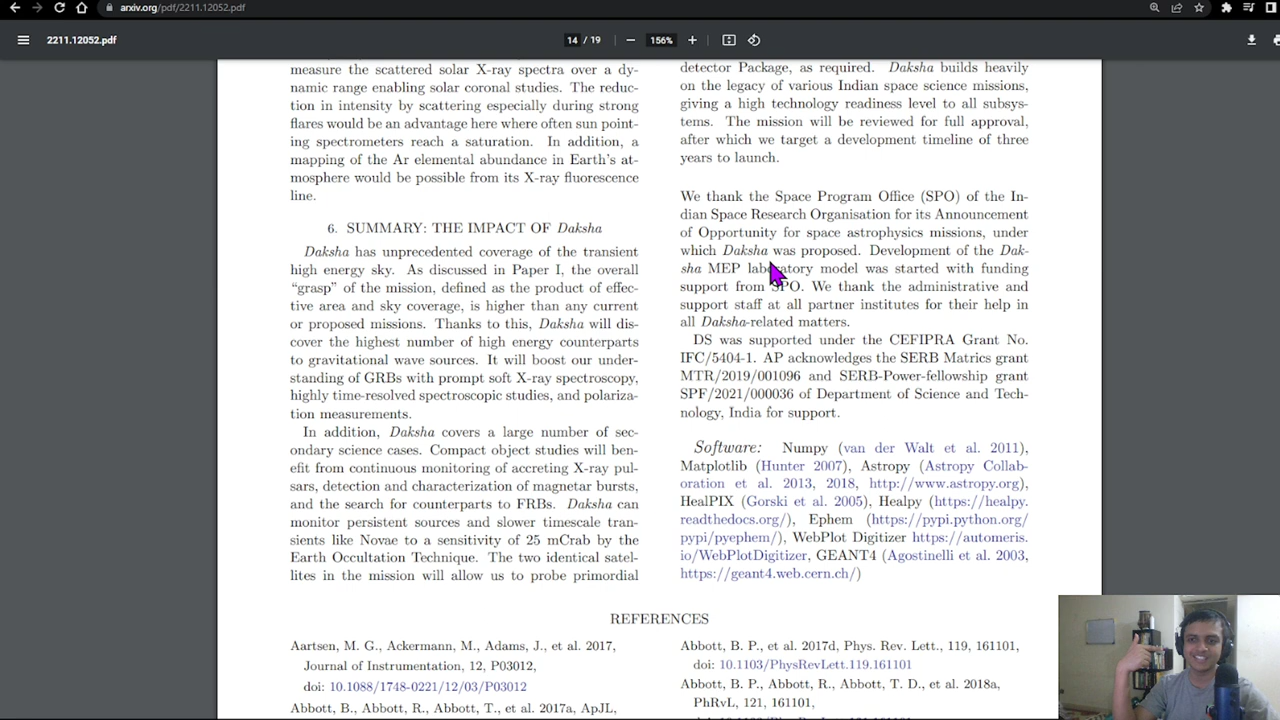 arxiv.org/pdf/2211.12052.pdf
2211.12052.pdf
14 / 19
156%
measure the scattered solar X-ray spectra over a dy-
namic range enabling solar coronal studies. The reduc-
tion in intensity by scattering especially during strong
flares would be an advantage here where often sun point-
ing spectrometers reach a saturation. In addition, a
mapping of the Ar elemental abundance in Earth's at-
mosphere would be possible from its X-ray fluorescence
line.
6. SUMMARY: THE IMPACT OF Daksha
Daksha has unprecedented coverage of the transient
high energy sky. As discussed in Paper I, the overall
“grasp” of the mission, defined as the product of effec-
tive area and sky coverage, is higher than any current
or proposed missions. Thanks to this, Daksha will dis-
cover the highest number of high energy counterparts
to gravitational wave sources. It will boost our under-
standing of GRBs with prompt soft X-ray spectroscopy,
highly time-resolved spectroscopic studies, and polariza-
tion measurements.
In addition, Daksha covers a large number of sec-
ondary science cases. Compact object studies will ben-
efit from continuous monitoring of accreting X-ray pul-
sars, detection and characterization of magnetar bursts,
and the search for counterparts to FRBs. Daksha can
monitor persistent sources and slower timescale tran-
sients like Novae to a sensitivity of 25 mCrab by the
Earth Occultation Technique. The two identical satel-
lites in the mission will allow us to probe primordial
detector Package, as required. Daksha builds heavily
on the legacy of various Indian space science missions,
giving a high technology readiness level to all subsys-
tems. The mission will be reviewed for full approval,
after which we target a development timeline of three
years to launch.
We thank the Space Program Office (SPO) of the In-
dian Space Research Organisation for its Announcement
of Opportunity for space astrophysics missions, under
which Daksha was proposed. Development of the Dak-
sha MEP laboratory model was started with funding
support from SPO. We thank the administrative and
support staff at all partner institutes for their help in
all Daksha-related matters.
DS was supported under the CEFIPRA Grant No.
IFC/5404-1. AP acknowledges the SERB Matrics grant
MTR/2019/001096 and SERB-Power-fellowship grant
SPF/2021/000036 of Department of Science and Tech-
nology, India for support.
Software: Numpy (van der Walt et al. 2011),
Matplotlib (Hunter 2007), Astropy (Astropy Collab-
oration et al. 2013, 2018, http://www.astropy.org),
HealPIX (Gorski et al. 2005), Healpy (https://healpy.
readthedocs.org/), Ephem (https://pypi.python.org/
pypi/pyephem/), WebPlot Digitizer https://automeris.
io/WebPlotDigitizer, GEANT4 (Agostinelli et al. 2003,
https://geant4.web.cern.ch/)
REFERENCES
Aartsen, M. G., Ackermann, M., Adams, J., et al. 2017,
Journal of Instrumentation, 12, P03012,
doi: 10.1088/1748-0221/12/03/P03012
Abbott, B., Abbott, R., Abbott, T., et al. 2017a, ApJL,
Abbott, B. P., et al. 2017d, Phys. Rev. Lett., 119, 161101,
doi: 10.1103/PhysRevLett.119.161101
Abbott, B. P., Abbott, R., Abbott, T. D., et al. 2018a,
PhRvL, 121, 161101,